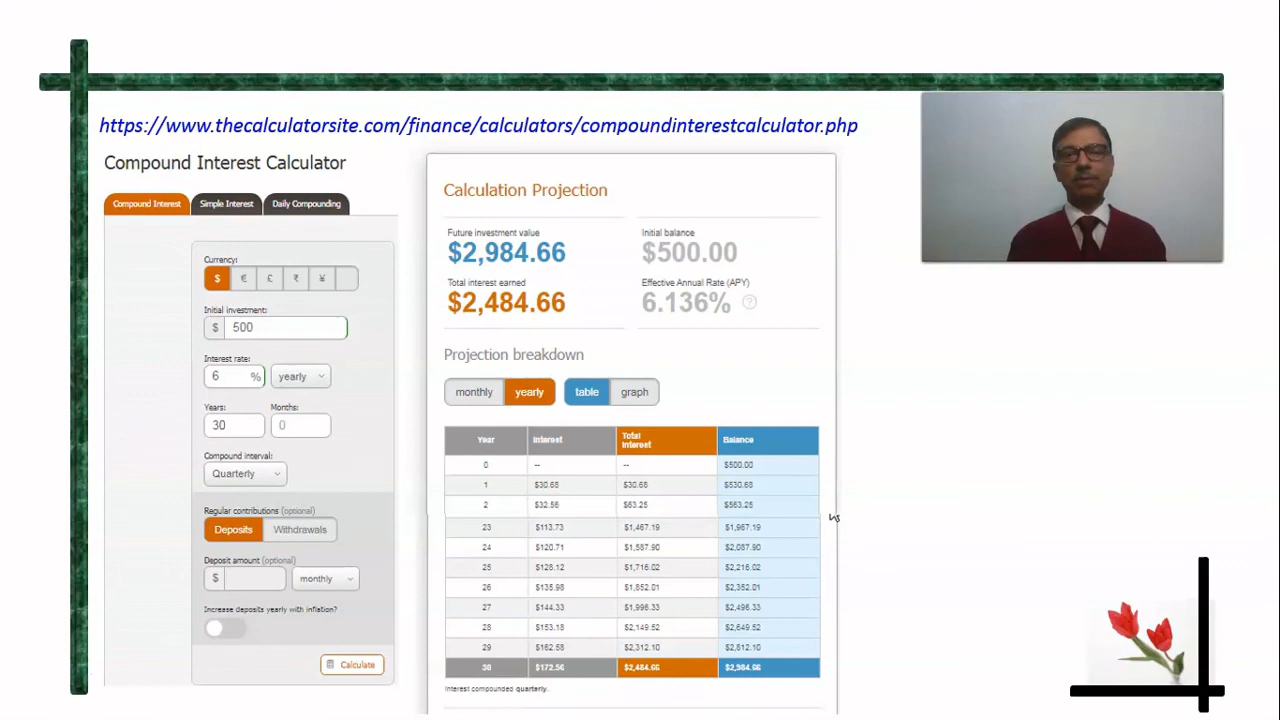 https://www.thecalculatorsite.com/finance/calculators/compoundinterestcalculator.php
Compound Interest Calculator
Compound Interest Simple Interest Daily Compounding
Currency:
$ € £ ₹ ¥
Initial investment:
$ 500
Interest rate:
6 % yearly
Years: Months:
30 0
Compound interval:
Quarterly
Regular contributions (optional)
Deposits Withdrawals
Deposit amount (optional)
$ monthly
Increase deposits yearly with inflation?
Calculate
Calculation Projection
Future investment value Initial balance
$2,984.66 $500.00
Total interest earned Effective Annual Rate (APY)
$2,484.66 6.136% ?
Projection breakdown
monthly yearly table graph
Year Interest Total Interest Balance
0 -- -- $500.00
1 $30.68 $30.68 $530.68
2 $32.56 $63.25 $563.25
23 $113.73 $1,467.19 $1,967.19
24 $120.71 $1,587.90 $2,087.90
25 $128.12 $1,716.02 $2,216.02
26 $135.98 $1,852.01 $2,352.01
27 $144.33 $1,996.33 $2,496.33
28 $153.18 $2,149.52 $2,649.52
29 $162.58 $2,312.10 $2,812.10
30 $172.56 $2,484.66 $2,984.66
Interest compounded quarterly.